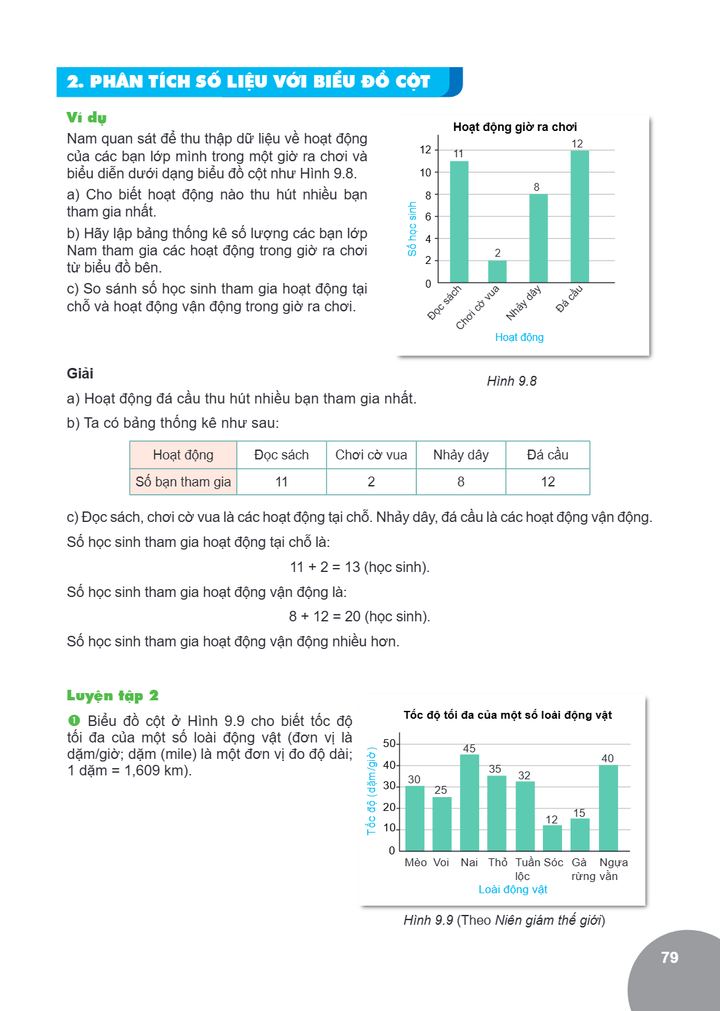 2. PHÂN TÍCH SỐ LIỆU VỚI BIỂU ĐỒ CỘT
Ví dụ
Nam quan sát để thu thập dữ liệu về hoạt động
của các bạn lớp mình trong một giờ ra chơi và
biểu diễn dưới dạng biểu đồ cột như Hình 9.8.
a) Cho biết hoạt động nào thu hút nhiều bạn
tham gia nhất.
b) Hãy lập bảng thống kê số lượng các bạn lớp
Nam tham gia các hoạt động trong giờ ra chơi
từ biểu đồ bên.
c) So sánh số học sinh tham gia hoạt động tại
chỗ và hoạt động vận động trong giờ ra chơi.
Hoạt động giờ ra chơi
Số học sinh
12
10
8
6
4
2
0
11
2
8
12
Đọc sách
Chơi cờ vua
Nhảy dây
Đá cầu
Hoạt động
Hình 9.8
Giải
a) Hoạt động đá cầu thu hút nhiều bạn tham gia nhất.
b) Ta có bảng thống kê như sau:
Hoạt động Đọc sách Chơi cờ vua Nhảy dây Đá cầu
Số bạn tham gia 11 2 8 12
c) Đọc sách, chơi cờ vua là các hoạt động tại chỗ. Nhảy dây, đá cầu là các hoạt động vận động.
Số học sinh tham gia hoạt động tại chỗ là:
11 + 2 = 13 (học sinh).
Số học sinh tham gia hoạt động vận động là:
8 + 12 = 20 (học sinh).
Số học sinh tham gia hoạt động vận động nhiều hơn.
Luyện tập 2
1 Biểu đồ cột ở Hình 9.9 cho biết tốc độ
tối đa của một số loài động vật (đơn vị là
dặm/giờ; dặm (mile) là một đơn vị đo độ dài;
1 dặm = 1,609 km).
Tốc độ tối đa của một số loài động vật
Tốc độ (dặm/giờ)
50
40
30
20
10
0
30
25
45
35
32
12
15
40
Mèo Voi Nai Thỏ Tuần Sóc Gà Ngựa
lộc rừng vằn
Loài động vật
Hình 9.9 (Theo Niên giám thế giới)
79